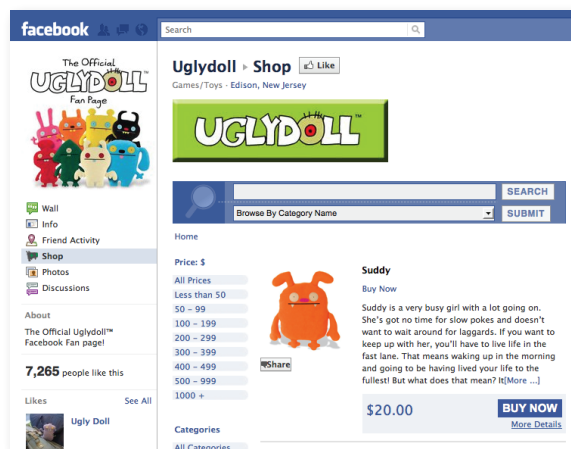 facebook
Search
The Official
UGLYDOLL™
Fan Page
Wall
Info
Friend Activity
Shop
Photos
Discussions
About
The Official Uglydoll™
Facebook Fan page!
7,265 people like this
Likes
See All
Ugly Doll
Uglydoll ▸ Shop
Like
Games/Toys · Edison, New Jersey
UGLYDOLL™
SEARCH
Browse By Category Name
SUBMIT
Home
Price: $
All Prices
Less than 50
50 – 99
100 – 199
200 – 299
300 – 399
400 – 499
500 – 999
1000 +
Categories
All Categories
Share
Suddy
Buy Now
Suddy is a very busy girl with a lot going on.
She's got no time for slow pokes and doesn't
want to wait around for laggards. If you want to
keep up with her, you'll have to live life in the
fast lane. That means waking up in the morning
and going to be having lived your life to the
fullest! But what does that mean? It[More ...]
$20.00
BUY NOW
More Details